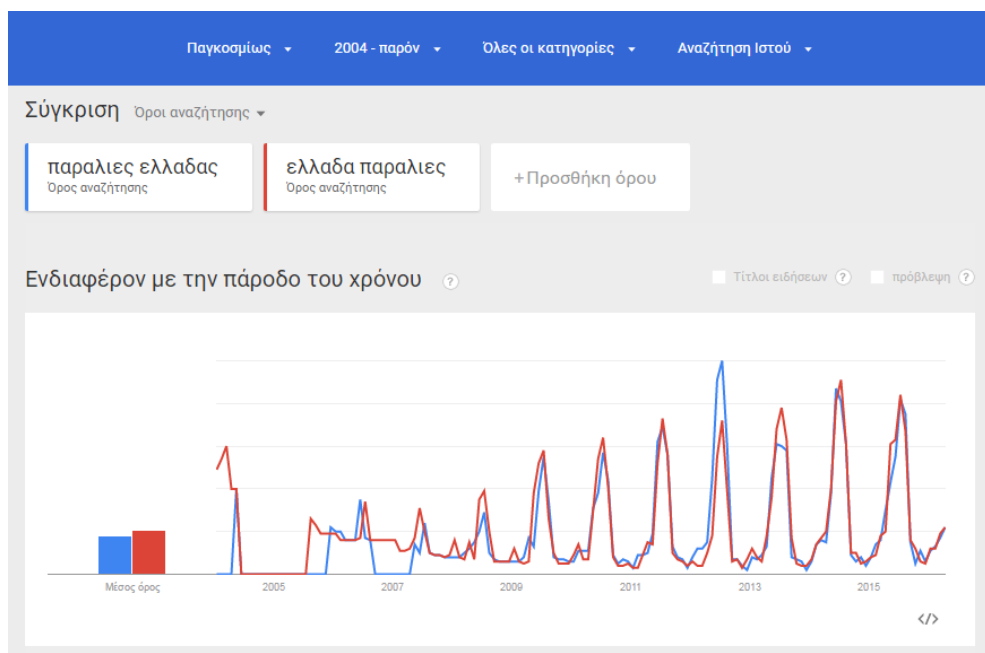 Παγκοσμίως 2004 - παρόν Όλες οι κατηγορίες Αναζήτηση Ιστού
Σύγκριση Όροι αναζήτησης
παραλιες ελλαδας
Όρος αναζήτησης
ελλαδα παραλιες
Όρος αναζήτησης
+Προσθήκη όρου
Ενδιαφέρον με την πάροδο του χρόνου ? Τίτλοι ειδήσεων ? πρόβλεψη ?
Μέσος όρος 2005 2007 2009 2011 2013 2015
</>